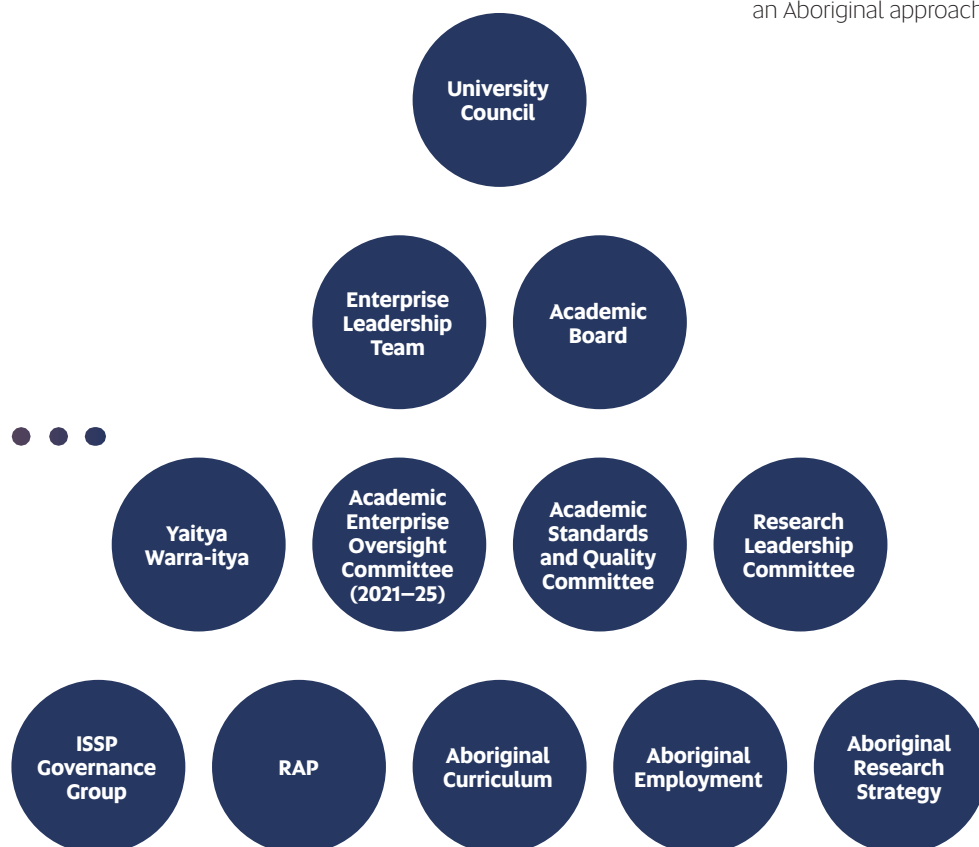 an Aboriginal approach
University
Council
Enterprise
Leadership
Team
Academic
Board
Yaitya
Warra-itya
Academic
Enterprise
Oversight
Committee
(2021–25)
Academic
Standards
and Quality
Committee
Research
Leadership
Committee
ISSP
Governance
Group
RAP
Aboriginal
Curriculum
Aboriginal
Employment
Aboriginal
Research
Strategy